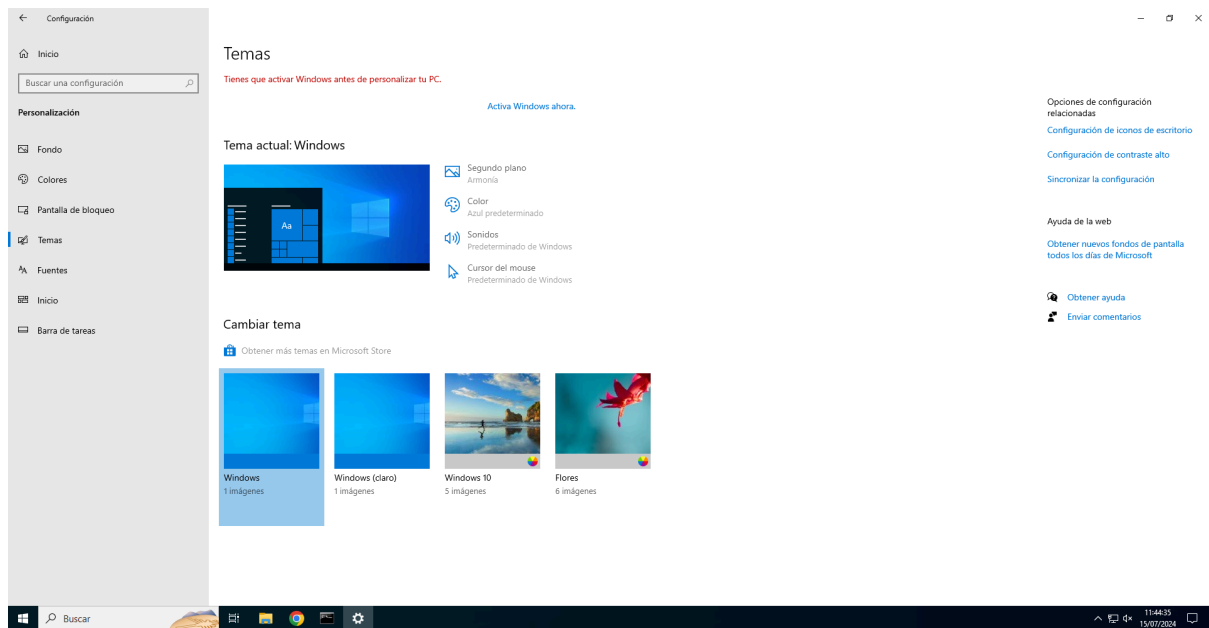 Configuración
Inicio
Buscar una configuración
Personalización
Fondo
Colores
Pantalla de bloqueo
Temas
Fuentes
Inicio
Barra de tareas
Temas
Tienes que activar Windows antes de personalizar tu PC.
Activa Windows ahora.
Tema actual: Windows
Aa
Segundo plano
Armonía
Color
Azul predeterminado
Sonidos
Predeterminado de Windows
Cursor del mouse
Predeterminado de Windows
Cambiar tema
Obtener más temas en Microsoft Store
Windows
1 imágenes
Windows (claro)
1 imágenes
Windows 10
5 imágenes
Flores
6 imágenes
Opciones de configuración
relacionadas
Configuración de iconos de escritorio
Configuración de contraste alto
Sincronizar la configuración
Ayuda de la web
Obtener nuevos fondos de pantalla
todos los días de Microsoft
Obtener ayuda
Enviar comentarios
Buscar
11:44:35
15/07/2024